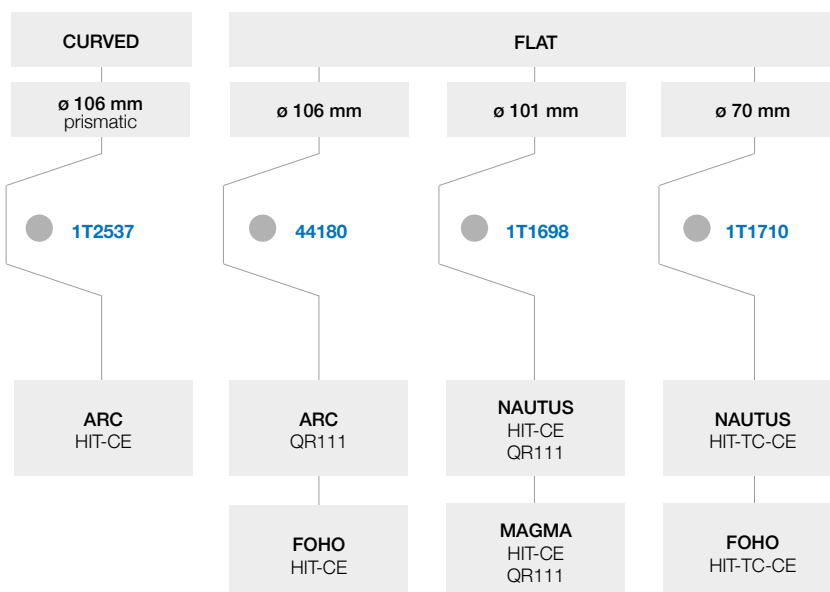 CURVED
FLAT
ø 106 mm
prismatic
ø 106 mm
ø 101 mm
ø 70 mm
1T2537
44180
1T1698
1T1710
ARC
HIT-CE
ARC
QR111
NAUTUS
HIT-CE
QR111
NAUTUS
HIT-TC-CE
FOHO
HIT-CE
MAGMA
HIT-CE
QR111
FOHO
HIT-TC-CE